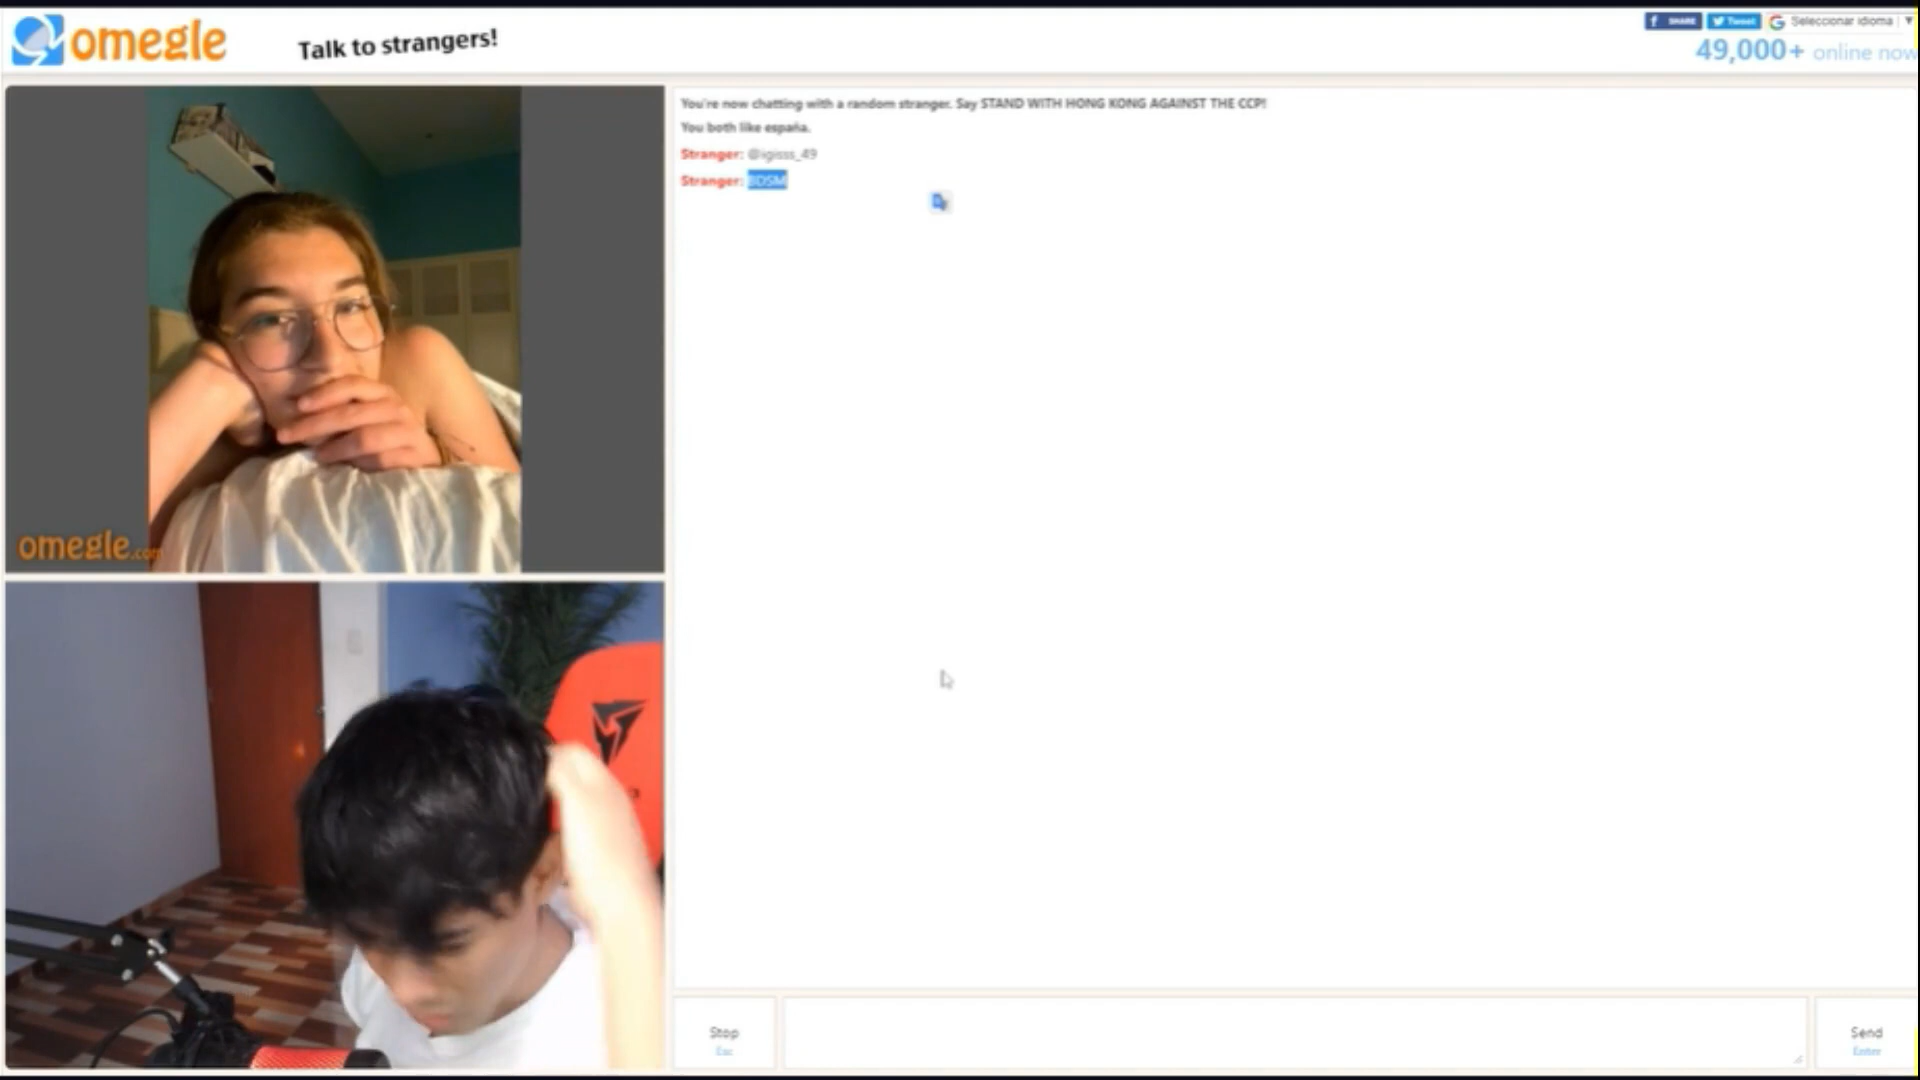 omegle
Talk to strangers!
SHARE
Tweet
Seleccionar idioma
49,000+ online now
You're now chatting with a random stranger. Say STAND WITH HONG KONG AGAINST THE CCP!
You both like españa.
Stranger: @igisss_49
Stranger: BDSM
omegle.com
Stop
Esc
Send
Enter